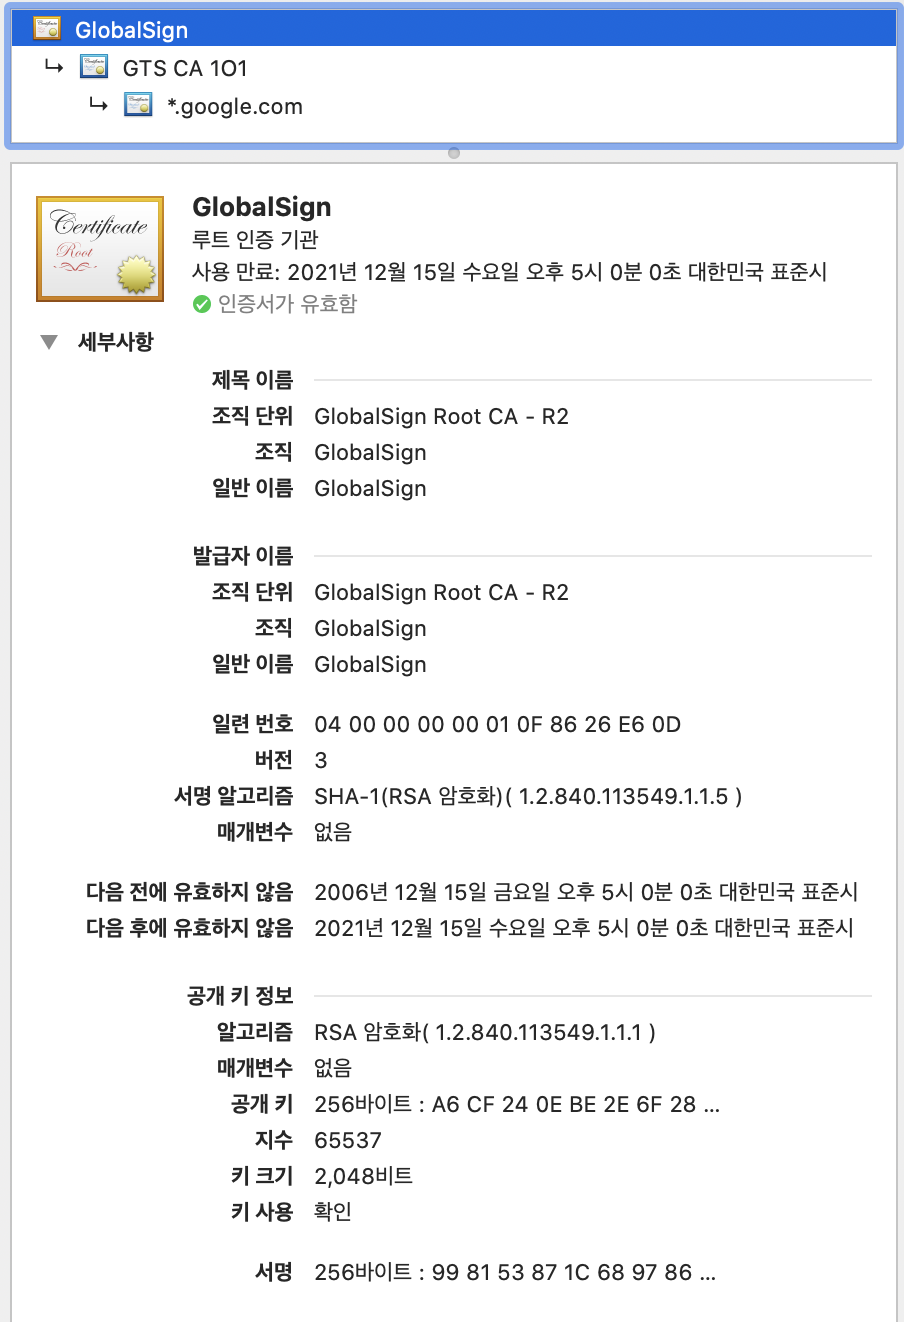 GlobalSign
GTS CA 1O1
*.google.com
Certificate
Root
GlobalSign
루트 인증 기관
사용 만료: 2021년 12월 15일 수요일 오후 5시 0분 0초 대한민국 표준시
인증서가 유효함
세부사항
제목 이름
조직 단위 GlobalSign Root CA - R2
조직 GlobalSign
일반 이름 GlobalSign
발급자 이름
조직 단위 GlobalSign Root CA - R2
조직 GlobalSign
일반 이름 GlobalSign
일련 번호 04 00 00 00 00 01 0F 86 26 E6 0D
버전 3
서명 알고리즘 SHA-1(RSA 암호화)( 1.2.840.113549.1.1.5 )
매개변수 없음
다음 전에 유효하지 않음 2006년 12월 15일 금요일 오후 5시 0분 0초 대한민국 표준시
다음 후에 유효하지 않음 2021년 12월 15일 수요일 오후 5시 0분 0초 대한민국 표준시
공개 키 정보
알고리즘 RSA 암호화( 1.2.840.113549.1.1.1 )
매개변수 없음
공개 키 256바이트 : A6 CF 24 0E BE 2E 6F 28 ...
지수 65537
키 크기 2,048비트
키 사용 확인
서명 256바이트 : 99 81 53 87 1C 68 97 86 ...